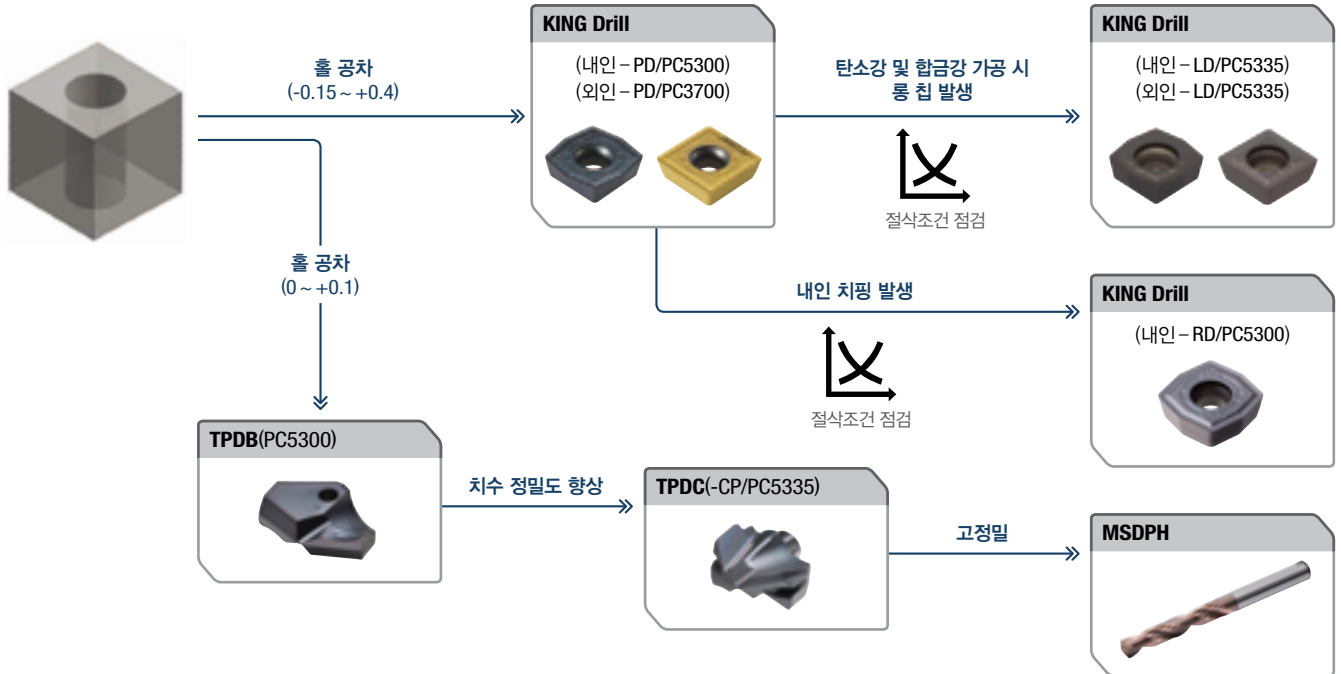 KING Drill
(내인 – PD/PC5300)
(외인 – PD/PC3700)
홀 공차
(-0.15 ~ +0.4)
탄소강 및 합금강 가공 시
롱 칩 발생
절삭조건 점검
KING Drill
(내인 – LD/PC5335)
(외인 – LD/PC5335)
홀 공차
(0 ~ +0.1)
내인 치핑 발생
절삭조건 점검
KING Drill
(내인 – RD/PC5300)
TPDB(PC5300)
치수 정밀도 향상
TPDC(-CP/PC5335)
고정밀
MSDPH